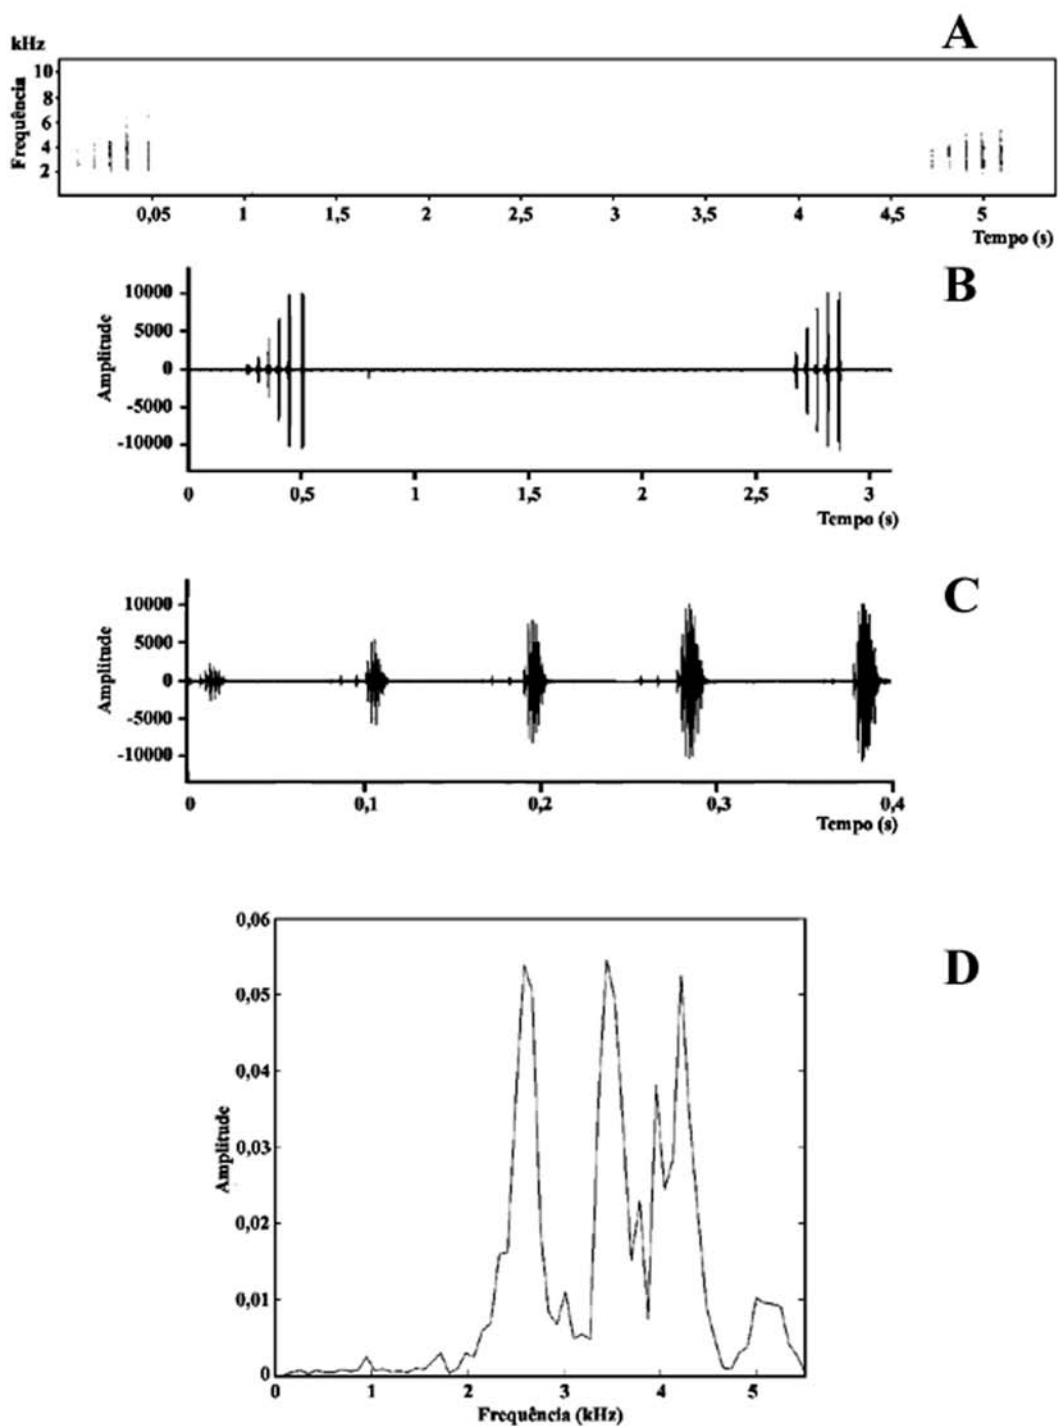 A
kHz
Frequência
10
8
6
4
2
0,05 1 1,5 2 2,5 3 3,5 4 4,5 5
Tempo (s)
B
Amplitude
10000
5000
0
-5000
-10000
0 0,5 1 1,5 2 2,5 3
Tempo (s)
C
Amplitude
10000
5000
0
-5000
-10000
0 0,1 0,2 0,3 0,4
Tempo (s)
D
Amplitude
0,06
0,05
0,04
0,03
0,02
0,01
0
0 1 2 3 4 5
Frequência (kHz)